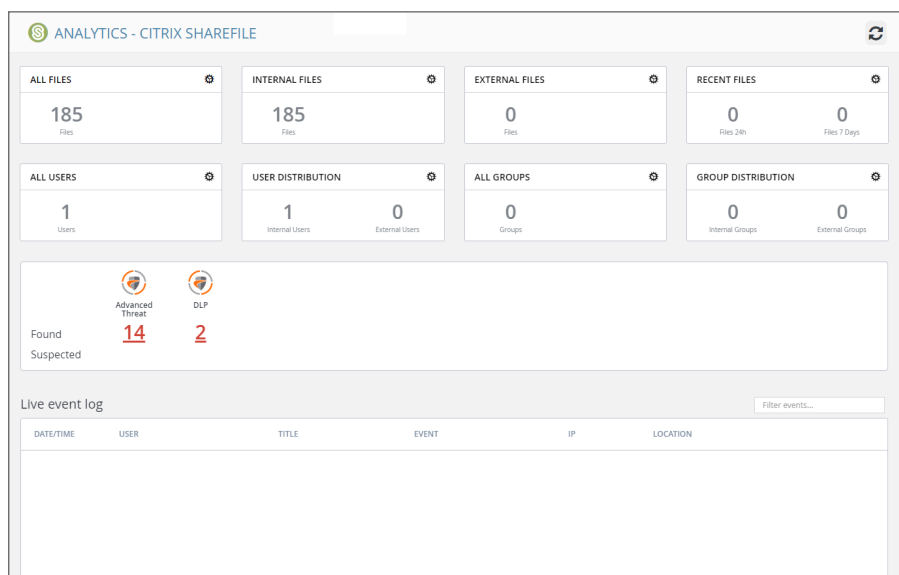 ANALYTICS - CITRIX SHAREFILE
ALL FILES
185
Files
INTERNAL FILES
185
Files
EXTERNAL FILES
0
Files
RECENT FILES
0 0
Files 24h Files 7 Days
ALL USERS
1
Users
USER DISTRIBUTION
1 0
Internal Users External Users
ALL GROUPS
0
Groups
GROUP DISTRIBUTION
0 0
Internal Groups External Groups
Advanced
Threat
DLP
Found 14 2
Suspected
Live event log
Filter events...
DATE/TIME USER TITLE EVENT IP LOCATION